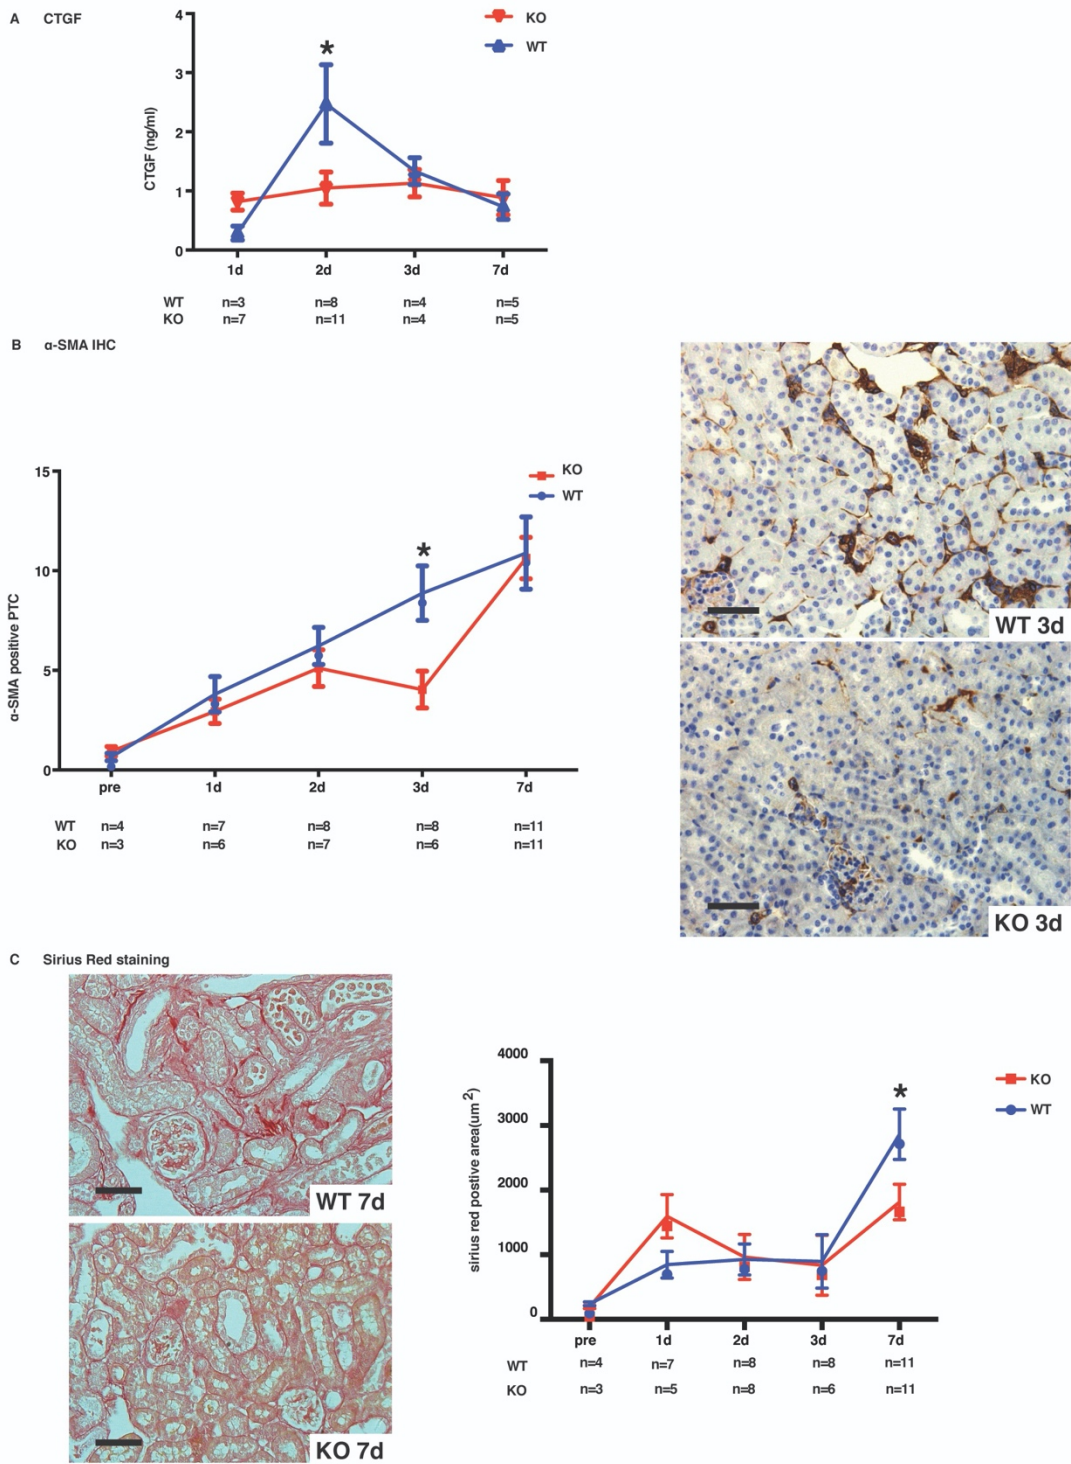 A CTGF
4
3
2
1
0
CTGF (ng/ml)
*
KO
WT
1d 2d 3d 7d
WT n=3 n=8 n=4 n=5
KO n=7 n=11 n=4 n=5
B α-SMA IHC
15
10
5
0
α-SMA positive PTC
*
KO
WT
pre 1d 2d 3d 7d
WT n=4 n=7 n=8 n=8 n=11
KO n=3 n=6 n=7 n=6 n=11
WT 3d
KO 3d
C Sirius Red staining
WT 7d
KO 7d
4000
3000
2000
1000
0
sirius red postive area(um 2)
*
KO
WT
pre 1d 2d 3d 7d
WT n=4 n=7 n=8 n=8 n=11
KO n=3 n=5 n=8 n=6 n=11